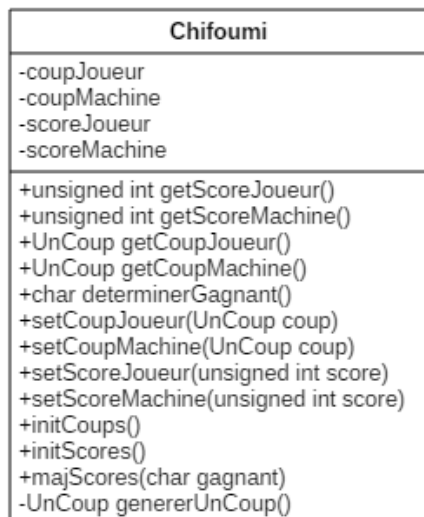 Chifoumi
-coupJoueur
-coupMachine
-scoreJoueur
-scoreMachine
+unsigned int getScoreJoueur()
+unsigned int getScoreMachine()
+UnCoup getCoupJoueur()
+UnCoup getCoupMachine()
+char determinerGagnant()
+setCoupJoueur(UnCoup coup)
+setCoupMachine(UnCoup coup)
+setScoreJoueur(unsigned int score)
+setScoreMachine(unsigned int score)
+initCoups()
+initScores()
+majScores(char gagnant)
-UnCoup genererUnCoup()